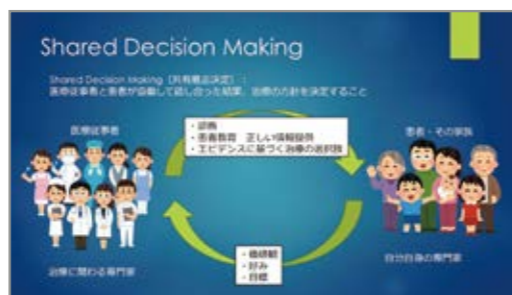 Shared Decision Making
Shared Decision Making（共有意思決定）：
医療従事者と患者が協働して話し合った結果、治療の方針を決定すること
医療従事者
・診断
・患者教育　正しい情報提供
・エビデンスに基づく治療の選択肢
患者・その家族
治療に関わる専門家
・価値観
・好み
・目標
自分自身の専門家